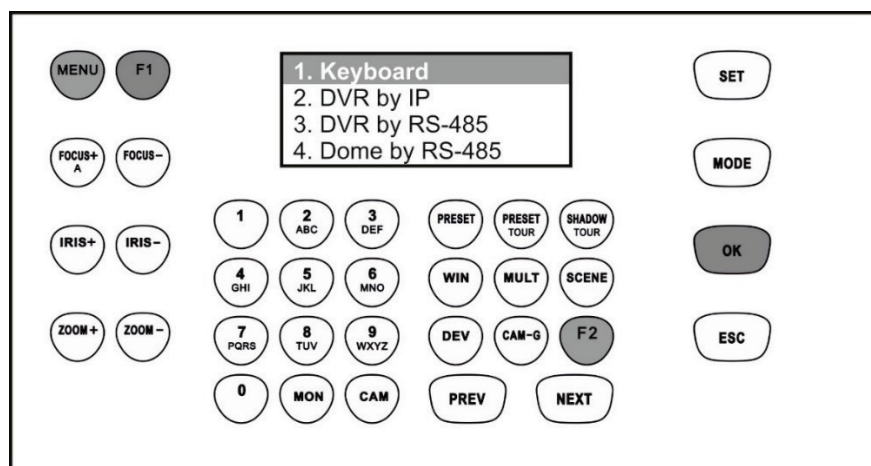 MENU F1
1. Keyboard
2. DVR by IP
3. DVR by RS-485
4. Dome by RS-485
SET
FOCUS+ A FOCUS-
MODE
1 2 ABC 3 DEF PRESET PRESET TOUR SHADOW TOUR
IRIS+ IRIS-
OK
4 GHI 5 JKL 6 MNO WIN MULT SCENE
ZOOM+ ZOOM-
7 PQRS 8 TUV 9 WXYZ DEV CAM-G F2
ESC
0 MON CAM PREV NEXT